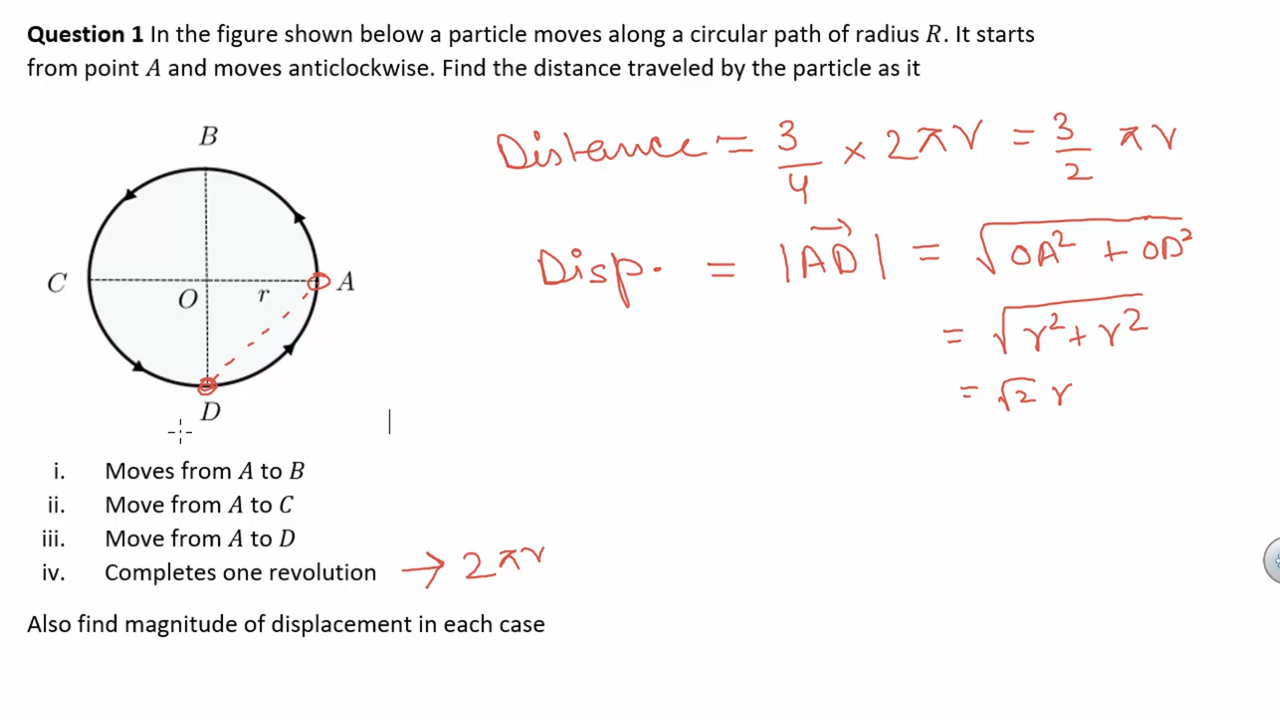 Question 1 In the figure shown below a particle moves along a circular path of radius R. It starts
from point A and moves anticlockwise. Find the distance traveled by the particle as it
B
C
O
r
A
D
Distance = 3/4 × 2πr = 3/2 πr
Disp. = |AD⃗| = √(OA² + OD²)
= √(r² + r²)
= √2 r
i. Moves from A to B
ii. Move from A to C
iii. Move from A to D
iv. Completes one revolution → 2πr
Also find magnitude of displacement in each case